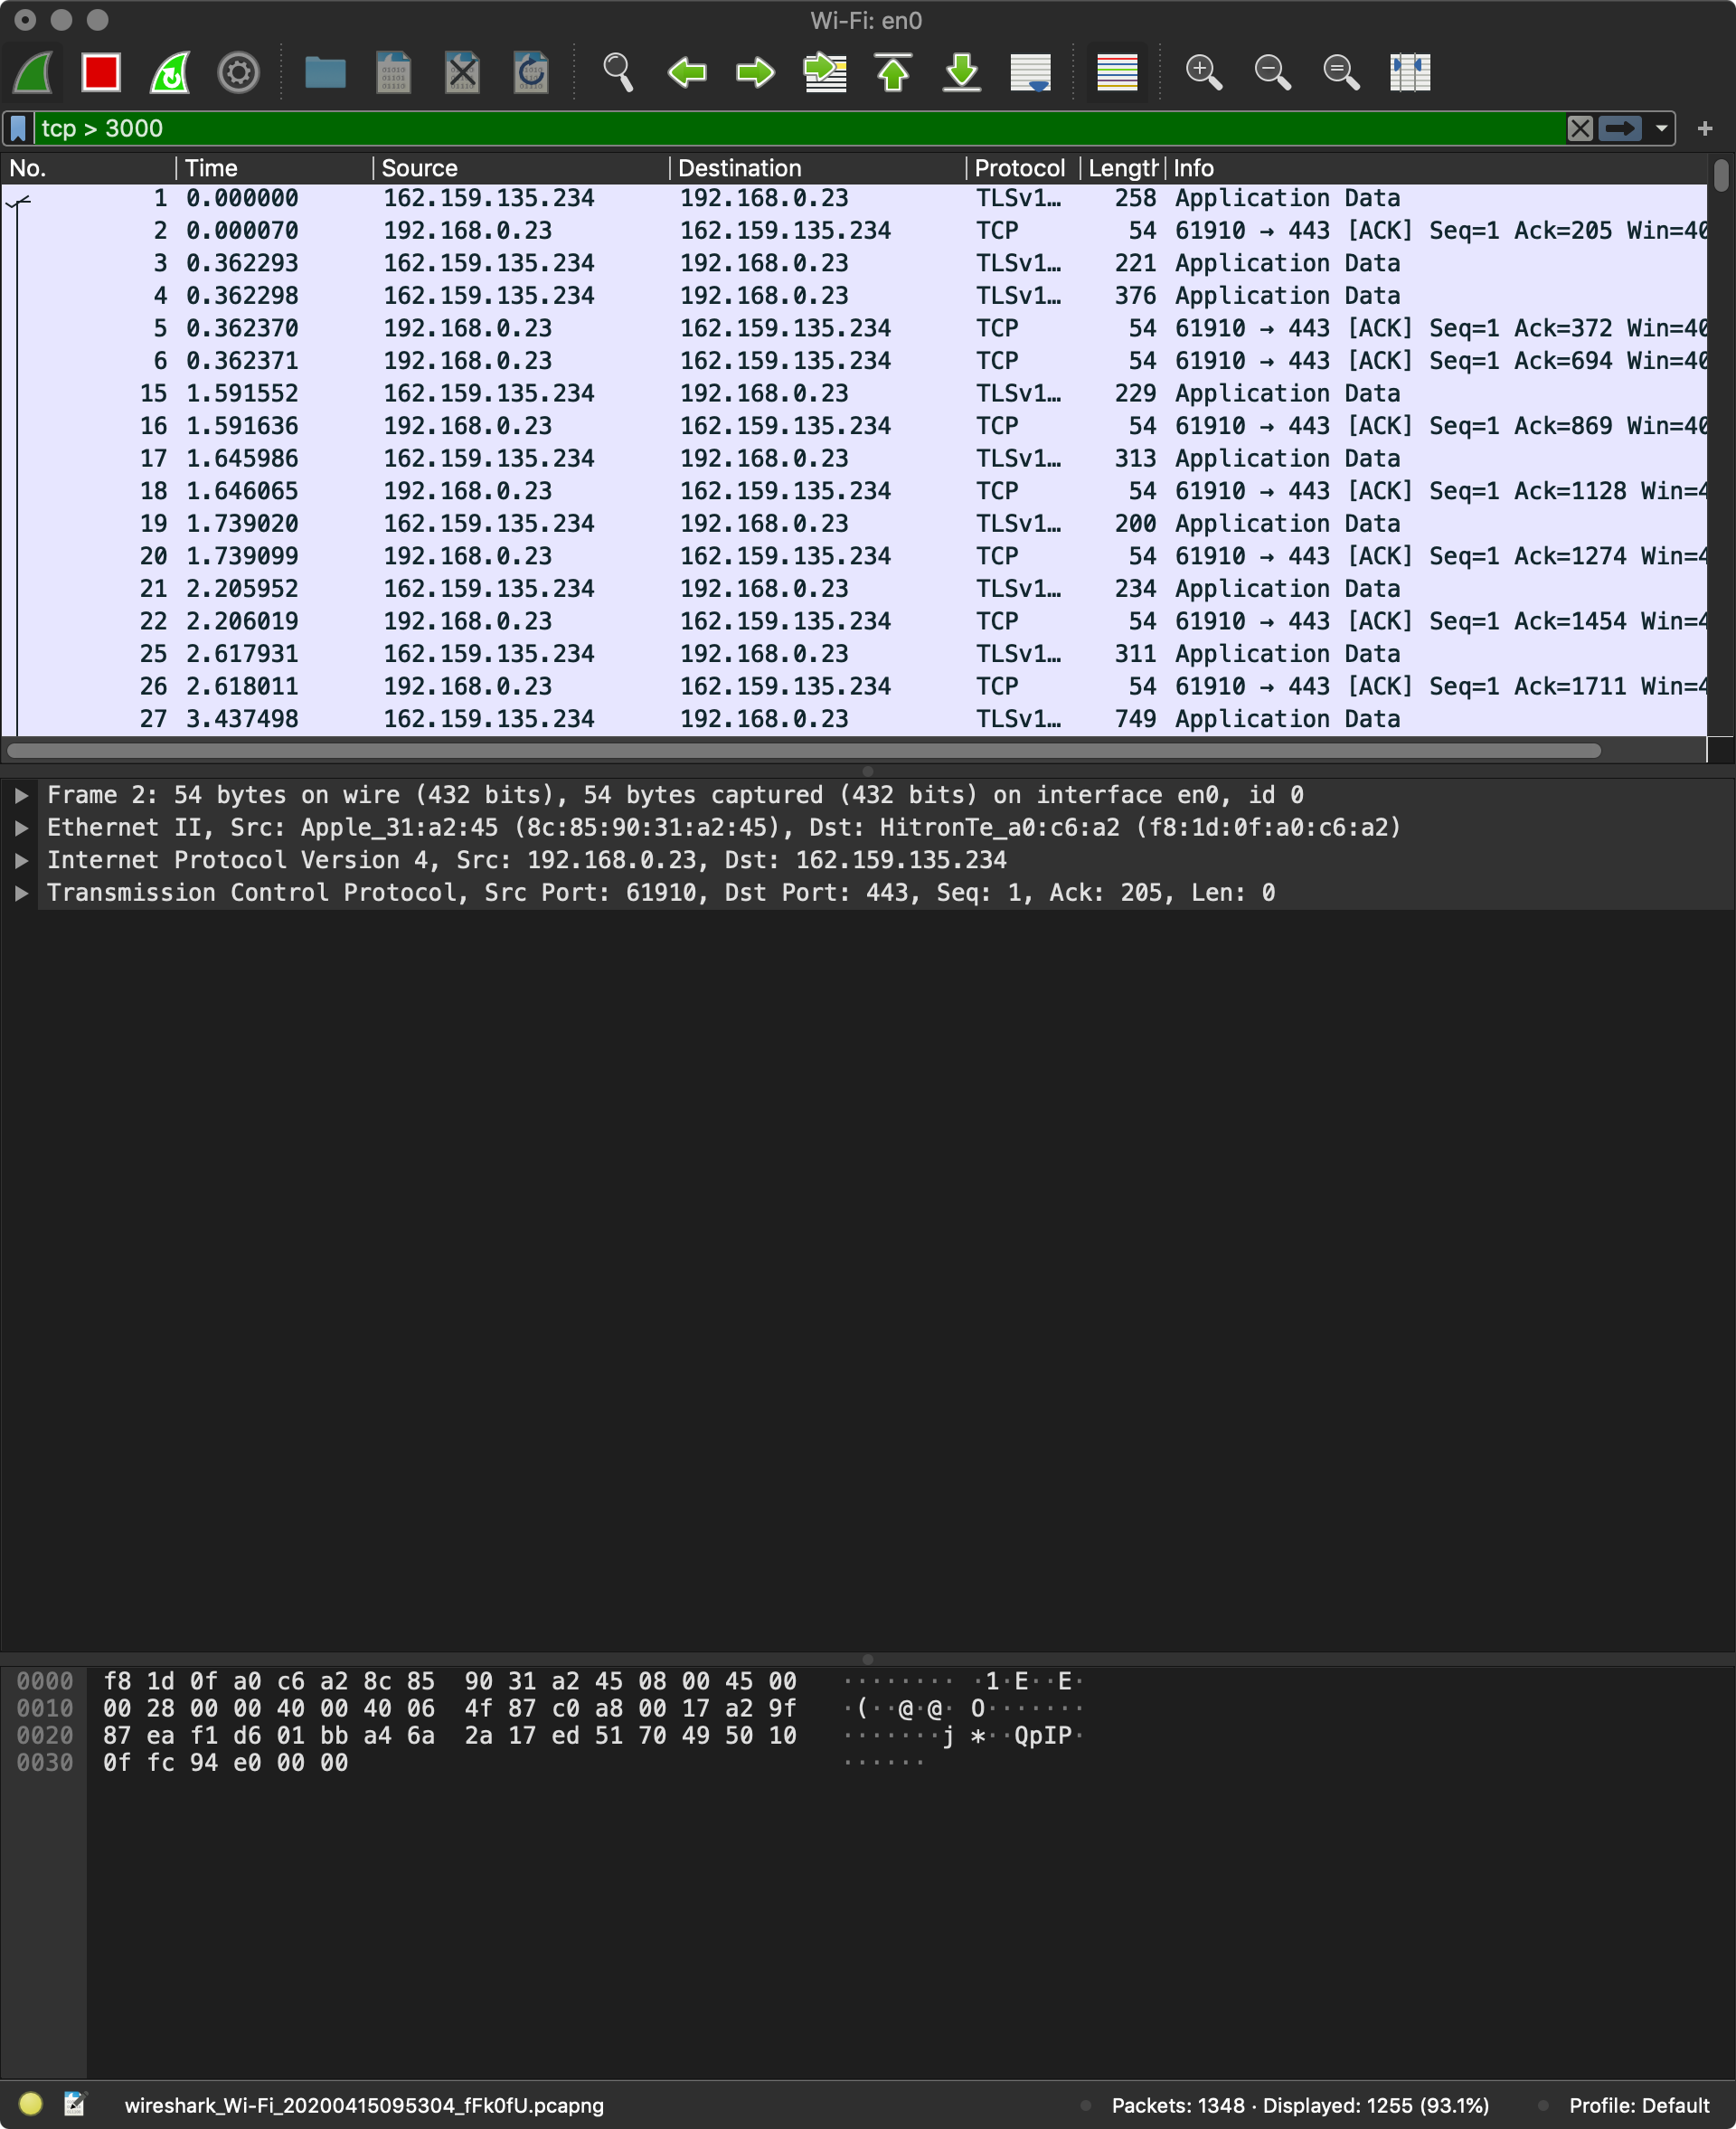 Wi-Fi: en0
tcp > 3000
No. Time Source Destination Protocol Length Info
1 0.000000 162.159.135.234 192.168.0.23 TLSv1… 258 Application Data
2 0.000070 192.168.0.23 162.159.135.234 TCP 54 61910 → 443 [ACK] Seq=1 Ack=205 Win=40
3 0.362293 162.159.135.234 192.168.0.23 TLSv1… 221 Application Data
4 0.362298 162.159.135.234 192.168.0.23 TLSv1… 376 Application Data
5 0.362370 192.168.0.23 162.159.135.234 TCP 54 61910 → 443 [ACK] Seq=1 Ack=372 Win=40
6 0.362371 192.168.0.23 162.159.135.234 TCP 54 61910 → 443 [ACK] Seq=1 Ack=694 Win=40
15 1.591552 162.159.135.234 192.168.0.23 TLSv1… 229 Application Data
16 1.591636 192.168.0.23 162.159.135.234 TCP 54 61910 → 443 [ACK] Seq=1 Ack=869 Win=40
17 1.645986 162.159.135.234 192.168.0.23 TLSv1… 313 Application Data
18 1.646065 192.168.0.23 162.159.135.234 TCP 54 61910 → 443 [ACK] Seq=1 Ack=1128 Win=4
19 1.739020 162.159.135.234 192.168.0.23 TLSv1… 200 Application Data
20 1.739099 192.168.0.23 162.159.135.234 TCP 54 61910 → 443 [ACK] Seq=1 Ack=1274 Win=4
21 2.205952 162.159.135.234 192.168.0.23 TLSv1… 234 Application Data
22 2.206019 192.168.0.23 162.159.135.234 TCP 54 61910 → 443 [ACK] Seq=1 Ack=1454 Win=4
25 2.617931 162.159.135.234 192.168.0.23 TLSv1… 311 Application Data
26 2.618011 192.168.0.23 162.159.135.234 TCP 54 61910 → 443 [ACK] Seq=1 Ack=1711 Win=4
27 3.437498 162.159.135.234 192.168.0.23 TLSv1… 749 Application Data
Frame 2: 54 bytes on wire (432 bits), 54 bytes captured (432 bits) on interface en0, id 0
Ethernet II, Src: Apple_31:a2:45 (8c:85:90:31:a2:45), Dst: HitronTe_a0:c6:a2 (f8:1d:0f:a0:c6:a2)
Internet Protocol Version 4, Src: 192.168.0.23, Dst: 162.159.135.234
Transmission Control Protocol, Src Port: 61910, Dst Port: 443, Seq: 1, Ack: 205, Len: 0
0000 f8 1d 0f a0 c6 a2 8c 85 90 31 a2 45 08 00 45 00 ········ ·1·E··E·
0010 00 28 00 00 40 00 40 06 4f 87 c0 a8 00 17 a2 9f ·(··@·@· O·······
0020 87 ea f1 d6 01 bb a4 6a 2a 17 ed 51 70 49 50 10 ·······j *··QpIP·
0030 0f fc 94 e0 00 00 ······
wireshark_Wi-Fi_20200415095304_fFk0fU.pcapng
Packets: 1348 · Displayed: 1255 (93.1%)
Profile: Default